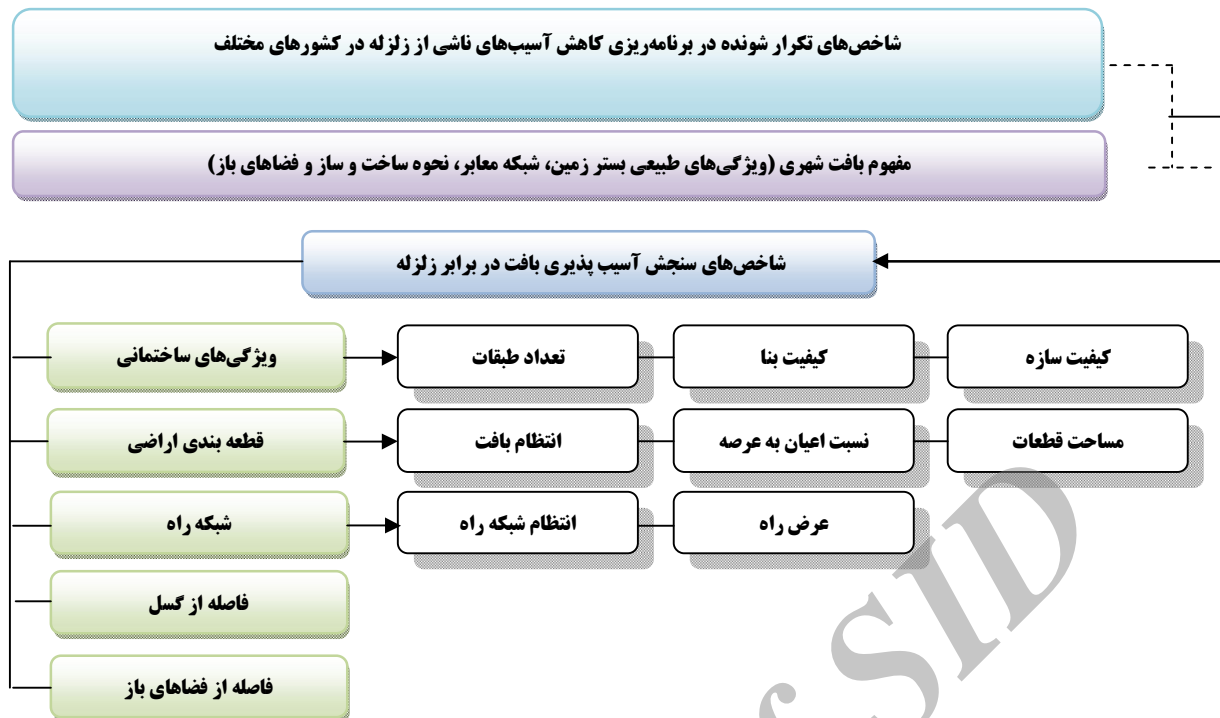 شاخص‌های تکرار شونده در برنامه‌ریزی کاهش آسیب‌های ناشی از زلزله در کشورهای مختلف
مفهوم بافت شهری (ویژگی‌های طبیعی بستر زمین، شبکه معابر، نحوه ساخت و ساز و فضاهای باز)
شاخص‌های سنجش آسیب پذیری بافت در برابر زلزله
ویژگی‌های ساختمانی
تعداد طبقات
کیفیت بنا
کیفیت سازه
قطعه بندی اراضی
انتظام بافت
نسبت اعیان به عرصه
مساحت قطعات
شبکه راه
انتظام شبکه راه
عرض راه
فاصله از گسل
فاصله از فضاهای باز
f SID